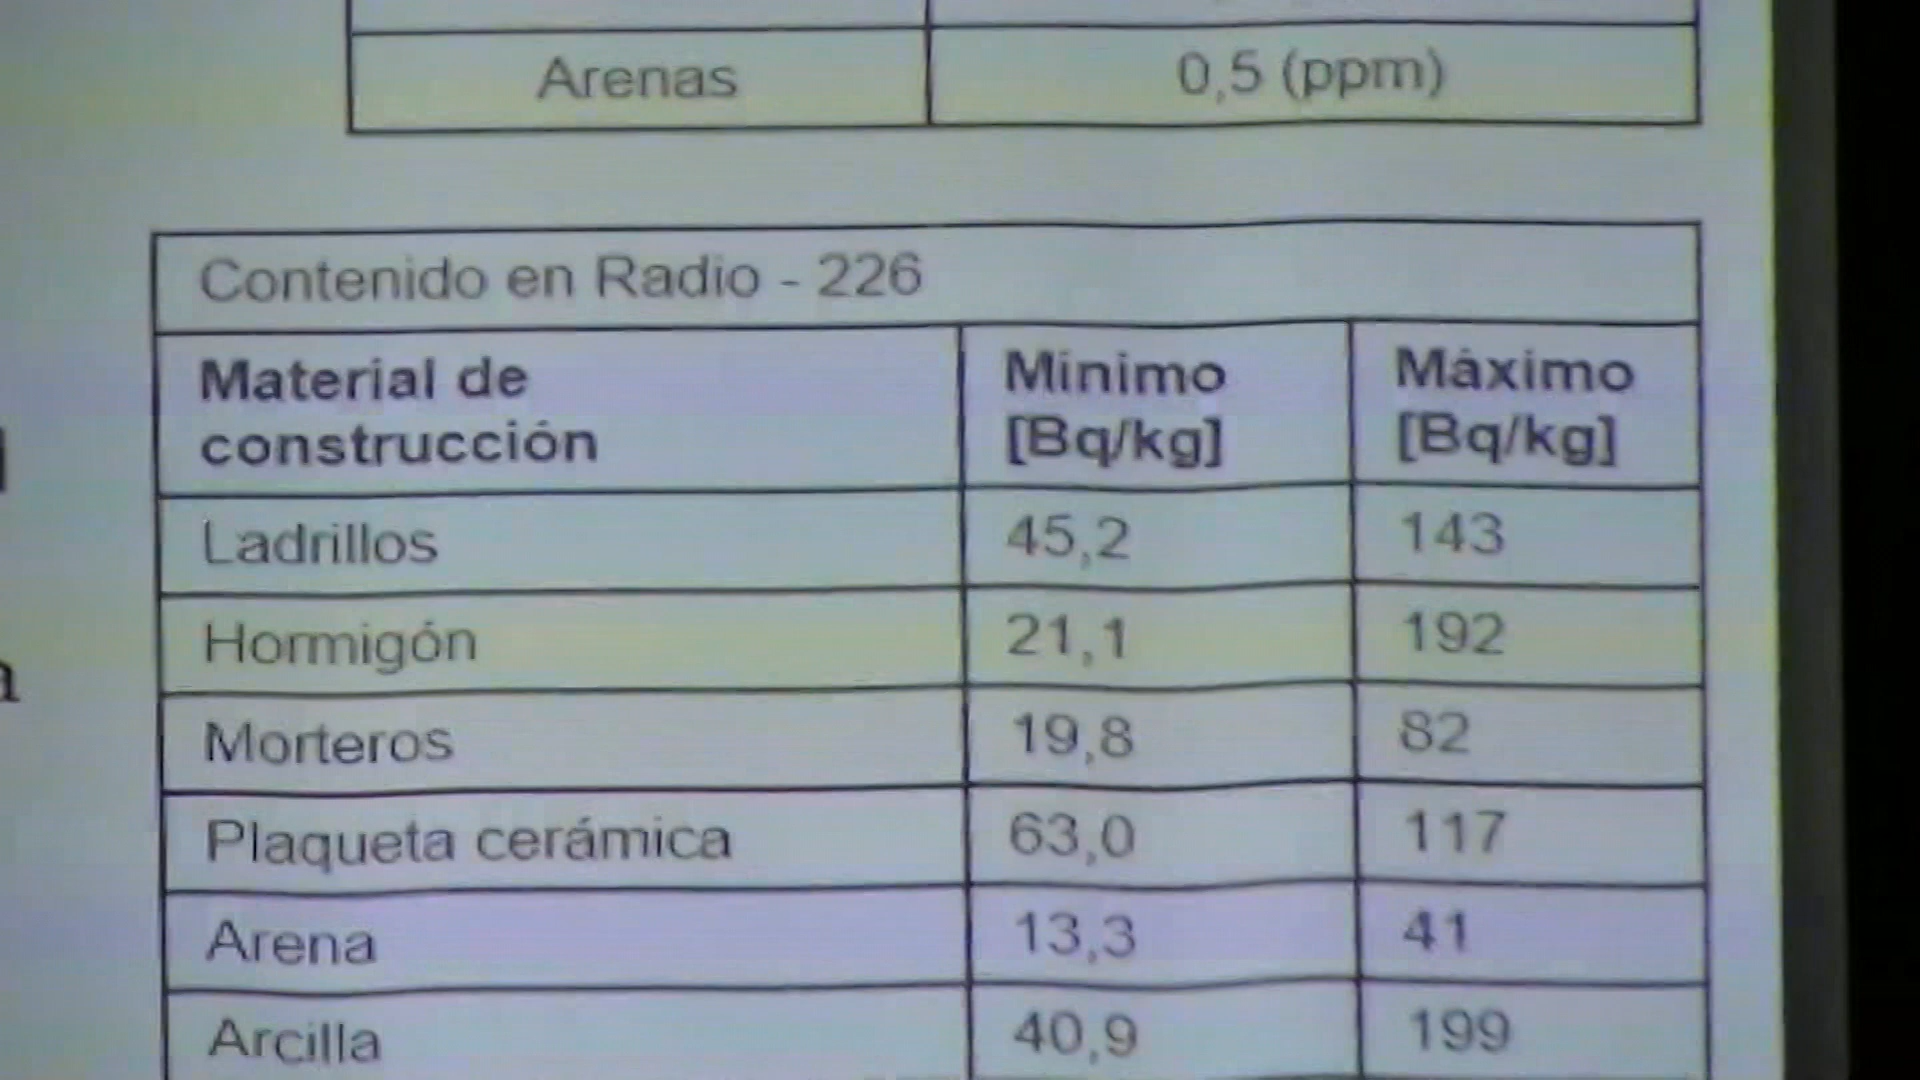 Arenas 0,5 (ppm)
Contenido en Radio - 226
Material de construcción Mínimo [Bq/kg] Máximo [Bq/kg]
Ladrillos 45,2 143
Hormigón 21,1 192
Morteros 19,8 82
Plaqueta cerámica 63,0 117
Arena 13,3 41
Arcilla 40,9 199